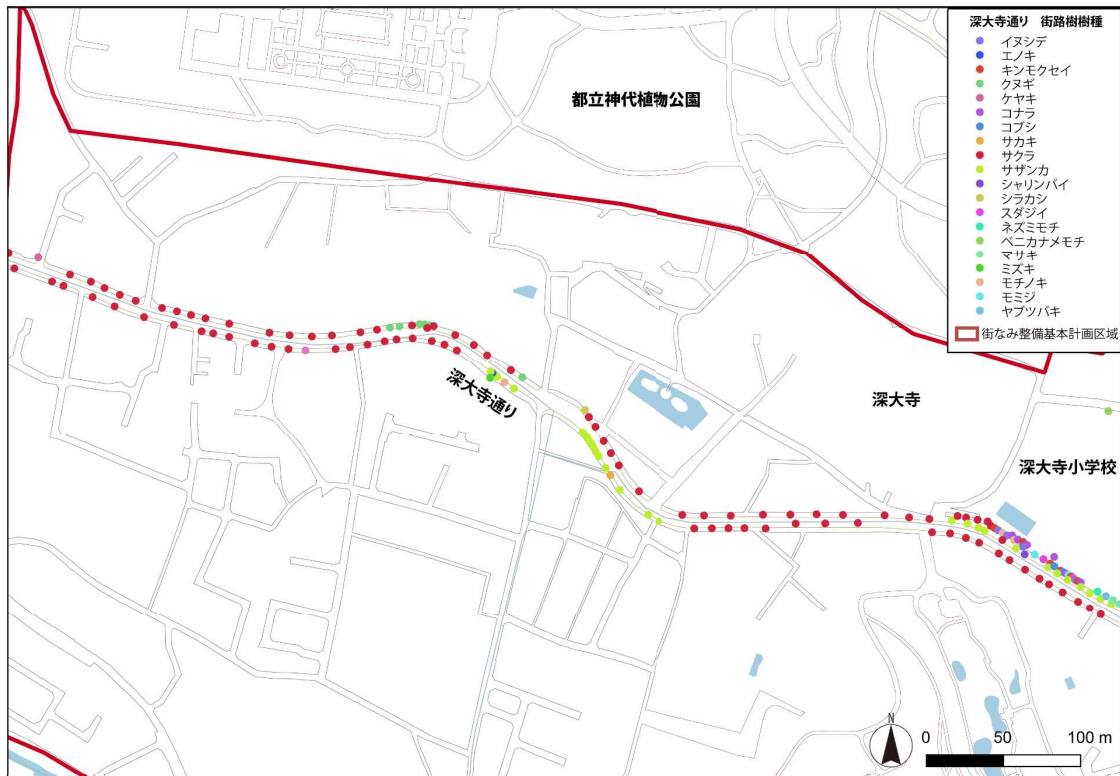 深大寺通り 街路樹樹種
イヌシデ
エノキ
キンモクセイ
クヌギ
ケヤキ
コナラ
コブシ
サカキ
サクラ
サザンカ
シャリンバイ
シラカシ
スダジイ
ネズミモチ
ベニカナメモチ
マサキ
ミズキ
モチノキ
モミジ
ヤブツバキ
街なみ整備基本計画区域
都立神代植物公園
深大寺通り
深大寺
深大寺小学校
N
0 50 100 m